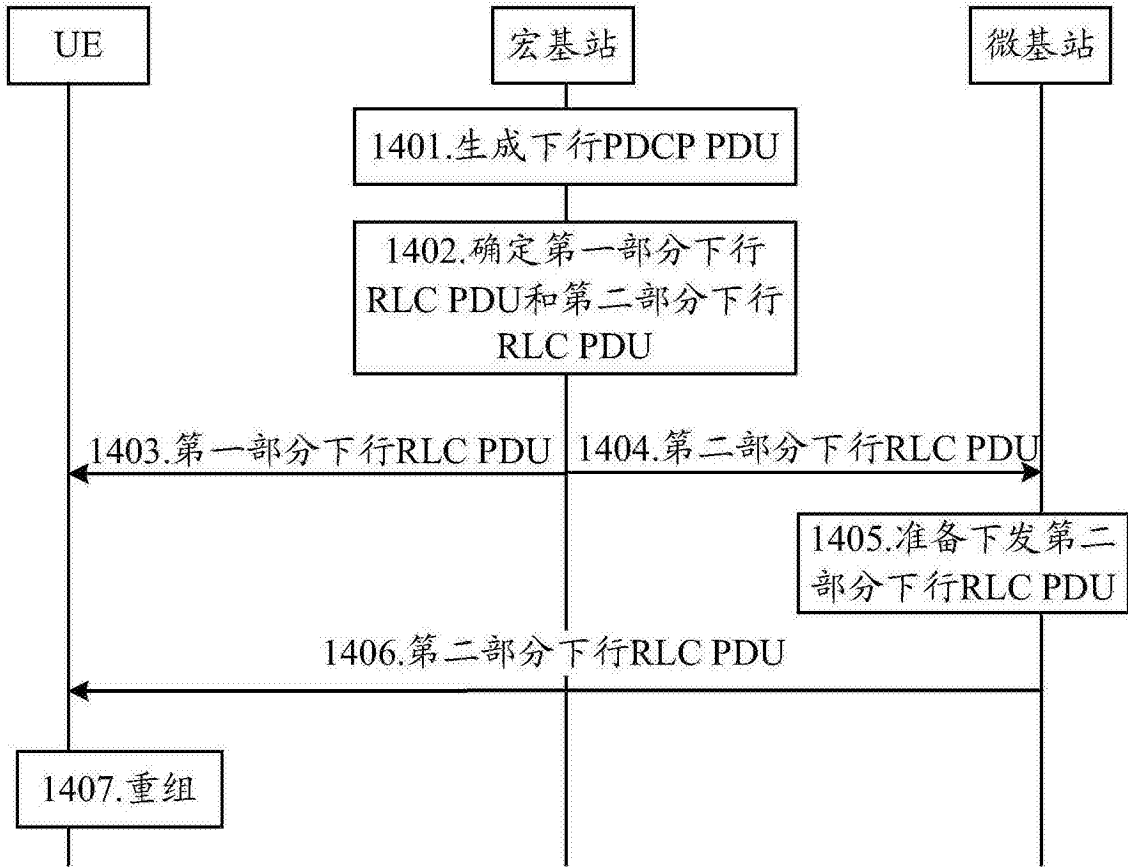 UE
宏基站
微基站
1401.生成下行PDCP PDU
1402.确定第一部分下行
RLC PDU和第二部分下行
RLC PDU
1403.第一部分下行RLC PDU
1404.第二部分下行RLC PDU
1405.准备下发第二
部分下行RLC PDU
1406.第二部分下行RLC PDU
1407.重组